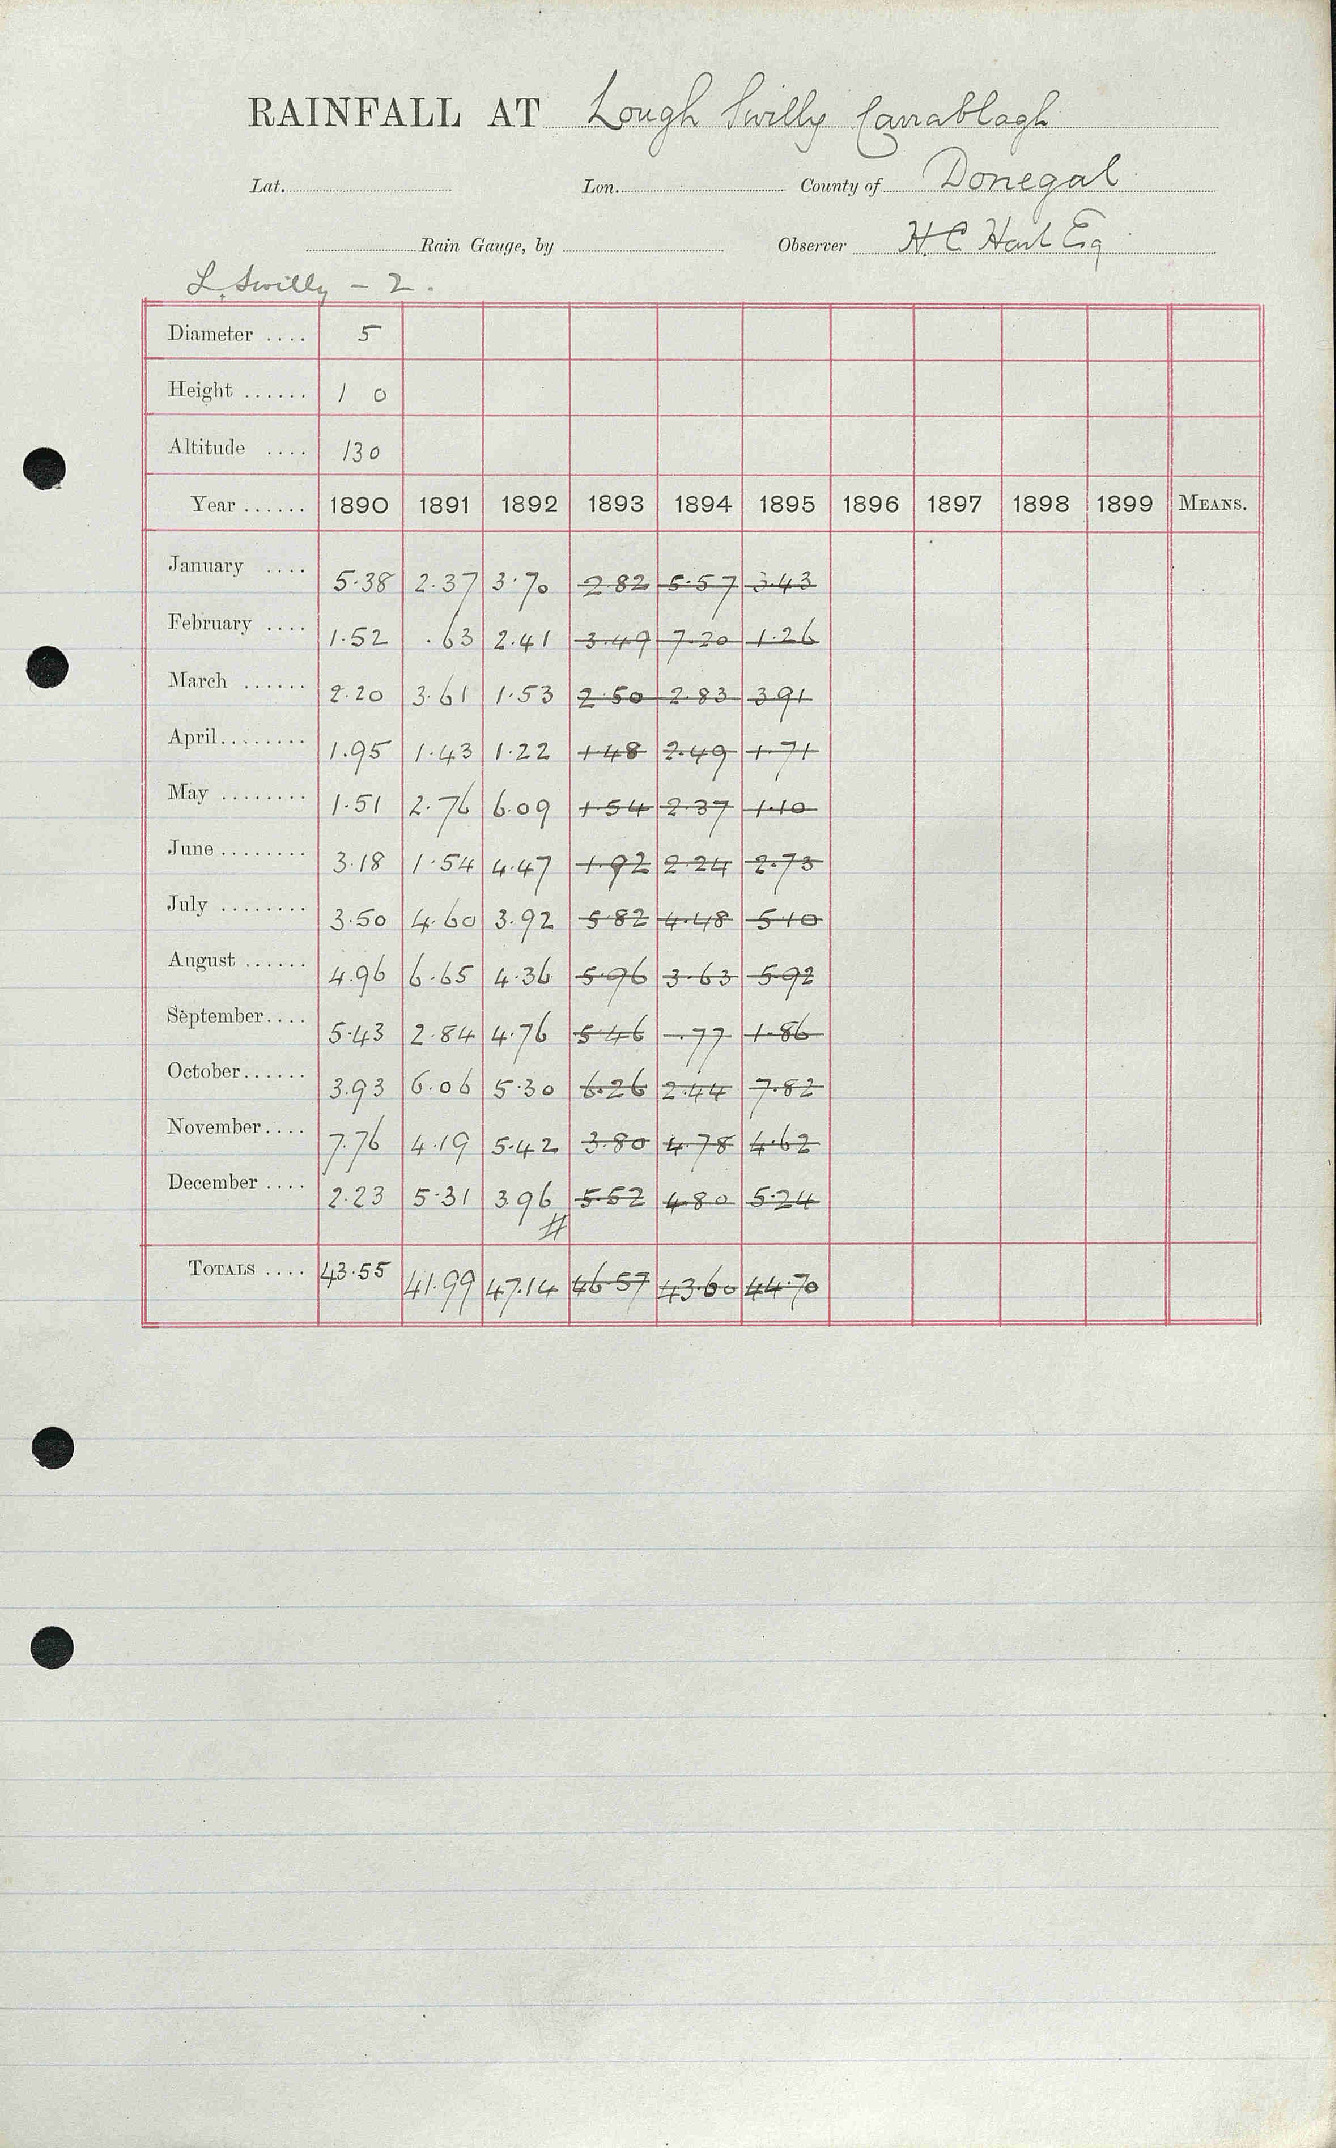 RAINFALL AT Lough Swilly Carrablagh
Lat. Lon. County of Donegal
Rain Gauge, by Observer H. C Hart Esq
L. Swilly - 2.
Diameter .... 5
Height ...... 1 0
Altitude .... 130
Year ...... 1890 1891 1892 1893 1894 1895 1896 1897 1898 1899 MEANS.
January .... 5.38 2.37 3.70 2.82 5.57 3.43
February .... 1.52 .63 2.41 3.49 7.20 1.26
March ...... 2.20 3.61 1.53 2.50 2.83 3.91
April........ 1.95 1.43 1.22 1.48 2.49 1.71
May ........ 1.51 2.76 6.09 1.54 2.37 1.10
June ........ 3.18 1.54 4.47 1.92 2.24 2.73
July ........ 3.50 4.60 3.92 5.82 4.48 5.10
August ...... 4.96 6.65 4.36 5.96 3.63 5.92
September.... 5.43 2.84 4.76 5.46 .77 1.86
October...... 3.93 6.06 5.30 6.26 2.44 7.82
November.... 7.76 4.19 5.42 3.80 4.78 4.62
December .... 2.23 5.31 3.96 5.52 4.80 5.24
#
TOTALS .... 43.55 41.99 47.14 46.57 43.60 44.70